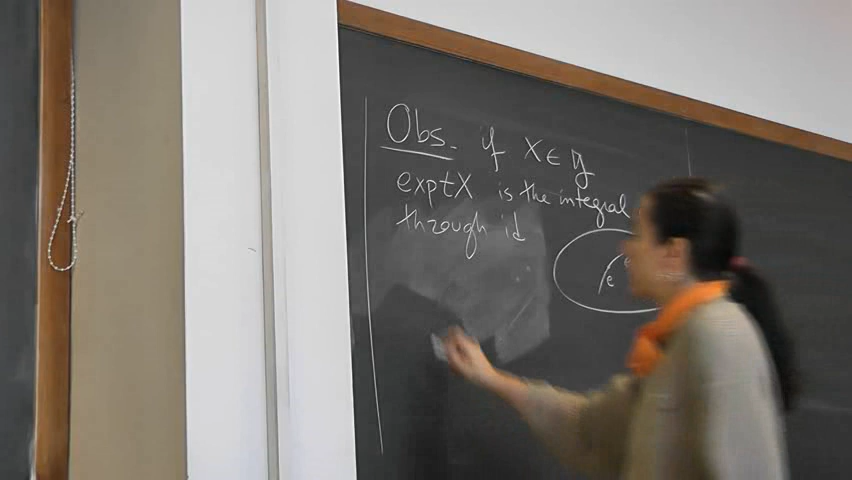 Obs. if X ∈ 𝔤
exptX is the integral
through id
e